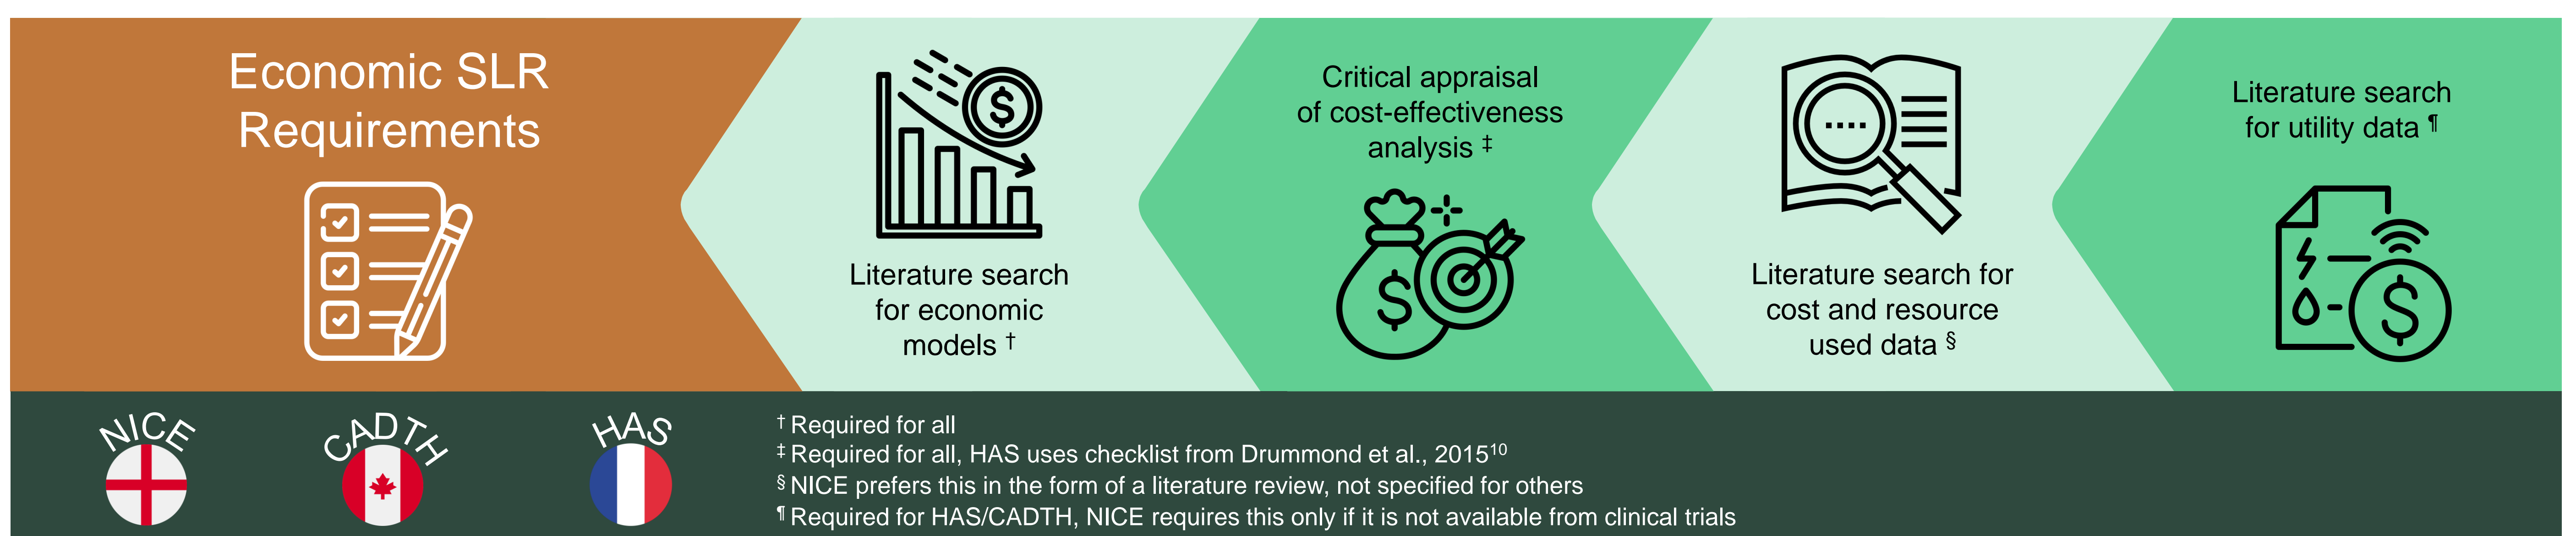 Economic SLR
Requirements
Literature search
for economic
models †
Critical appraisal
of cost-effectiveness
analysis ‡
Literature search for
cost and resource
used data §
Literature search
for utility data ¶
NICE
CADTH
HAS
† Required for all
‡ Required for all, HAS uses checklist from Drummond et al., 2015¹⁰
§ NICE prefers this in the form of a literature review, not specified for others
¶ Required for HAS/CADTH, NICE requires this only if it is not available from clinical trials